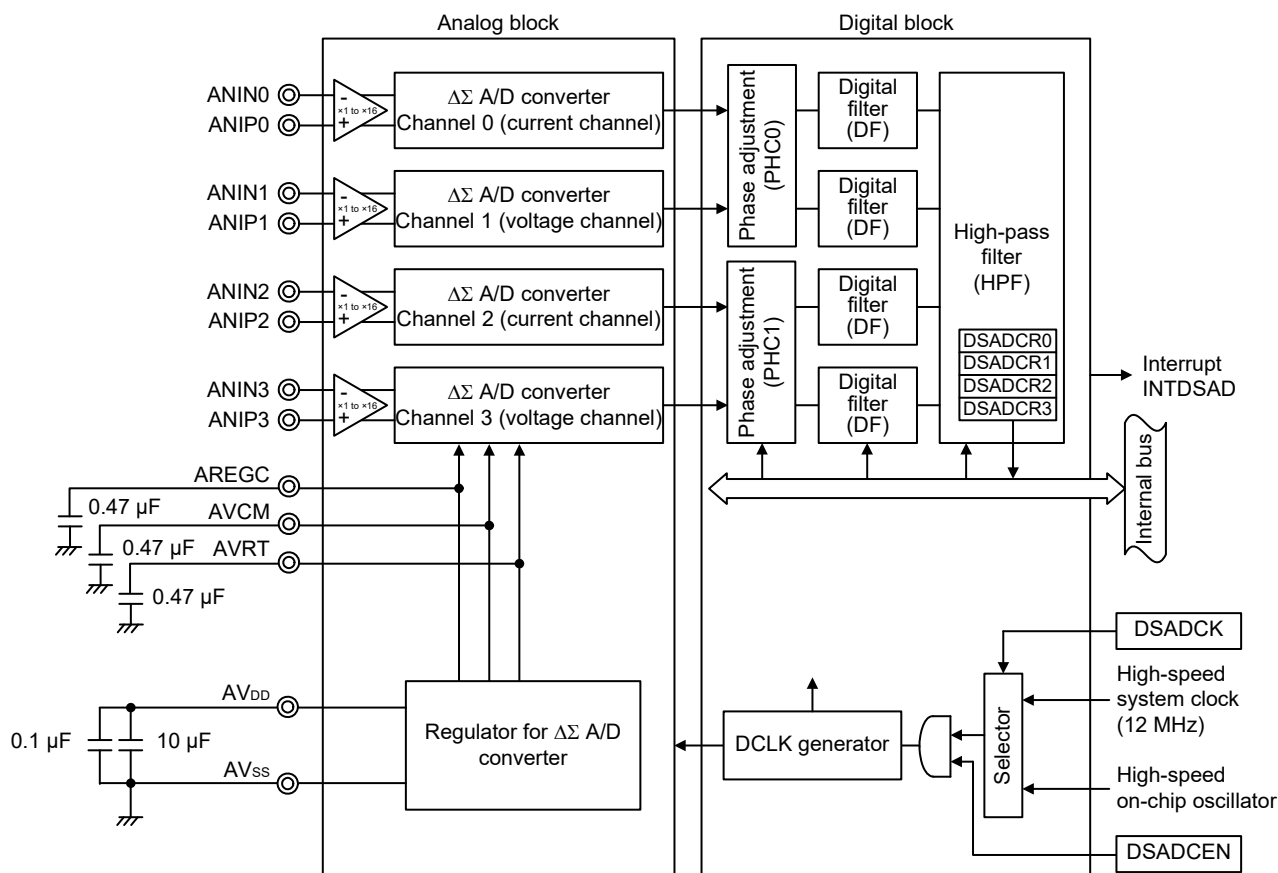 Analog block
Digital block
ANIN0
ANIP0
-
×1 to ×16
+
ΔΣ A/D converter
Channel 0 (current channel)
ANIN1
ANIP1
-
×1 to ×16
+
ΔΣ A/D converter
Channel 1 (voltage channel)
ANIN2
ANIP2
-
×1 to ×16
+
ΔΣ A/D converter
Channel 2 (current channel)
ANIN3
ANIP3
-
×1 to ×16
+
ΔΣ A/D converter
Channel 3 (voltage channel)
Phase adjustment
(PHC0)
Phase adjustment
(PHC1)
Digital
filter
(DF)
Digital
filter
(DF)
Digital
filter
(DF)
Digital
filter
(DF)
High-pass
filter
(HPF)
DSADCR0
DSADCR1
DSADCR2
DSADCR3
Interrupt
INTDSAD
Internal bus
AREGC
0.47 µF
AVCM
0.47 µF
AVRT
0.47 µF
AVDD
0.1 µF
10 µF
AVSS
Regulator for ΔΣ A/D
converter
DCLK generator
Selector
DSADCK
High-speed
system clock
(12 MHz)
High-speed
on-chip oscillator
DSADCEN